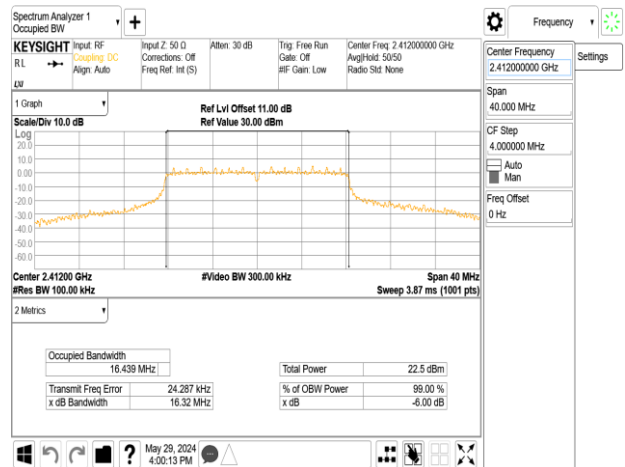 Spectrum Analyzer 1
Occupied BW
Frequency
KEYSIGHT
Input: RF
Coupling: DC
Align: Auto
Input Z: 50 Ω
Corrections: Off
Freq Ref: Int (S)
Atten: 30 dB
Trig: Free Run
Gate: Off
#IF Gain: Low
Center Freq: 2.412000000 GHz
Avg|Hold: 50/50
Radio Std: None
RL
LXI
Center Frequency
2.412000000 GHz
Settings
Span
40.000 MHz
CF Step
4.000000 MHz
Auto
Man
Freq Offset
0 Hz
1 Graph
Scale/Div 10.0 dB
Ref Lvl Offset 11.00 dB
Ref Value 30.00 dBm
Log
20.0
10.0
0.00
-10.0
-20.0
-30.0
-40.0
-50.0
-60.0
Center 2.41200 GHz
#Video BW 300.00 kHz
Span 40 MHz
#Res BW 100.00 kHz
Sweep 3.87 ms (1001 pts)
2 Metrics
Occupied Bandwidth
16.439 MHz
Total Power 22.5 dBm
Transmit Freq Error 24.287 kHz
% of OBW Power 99.00 %
x dB Bandwidth 16.32 MHz
x dB -6.00 dB
?
May 29, 2024
4:00:13 PM